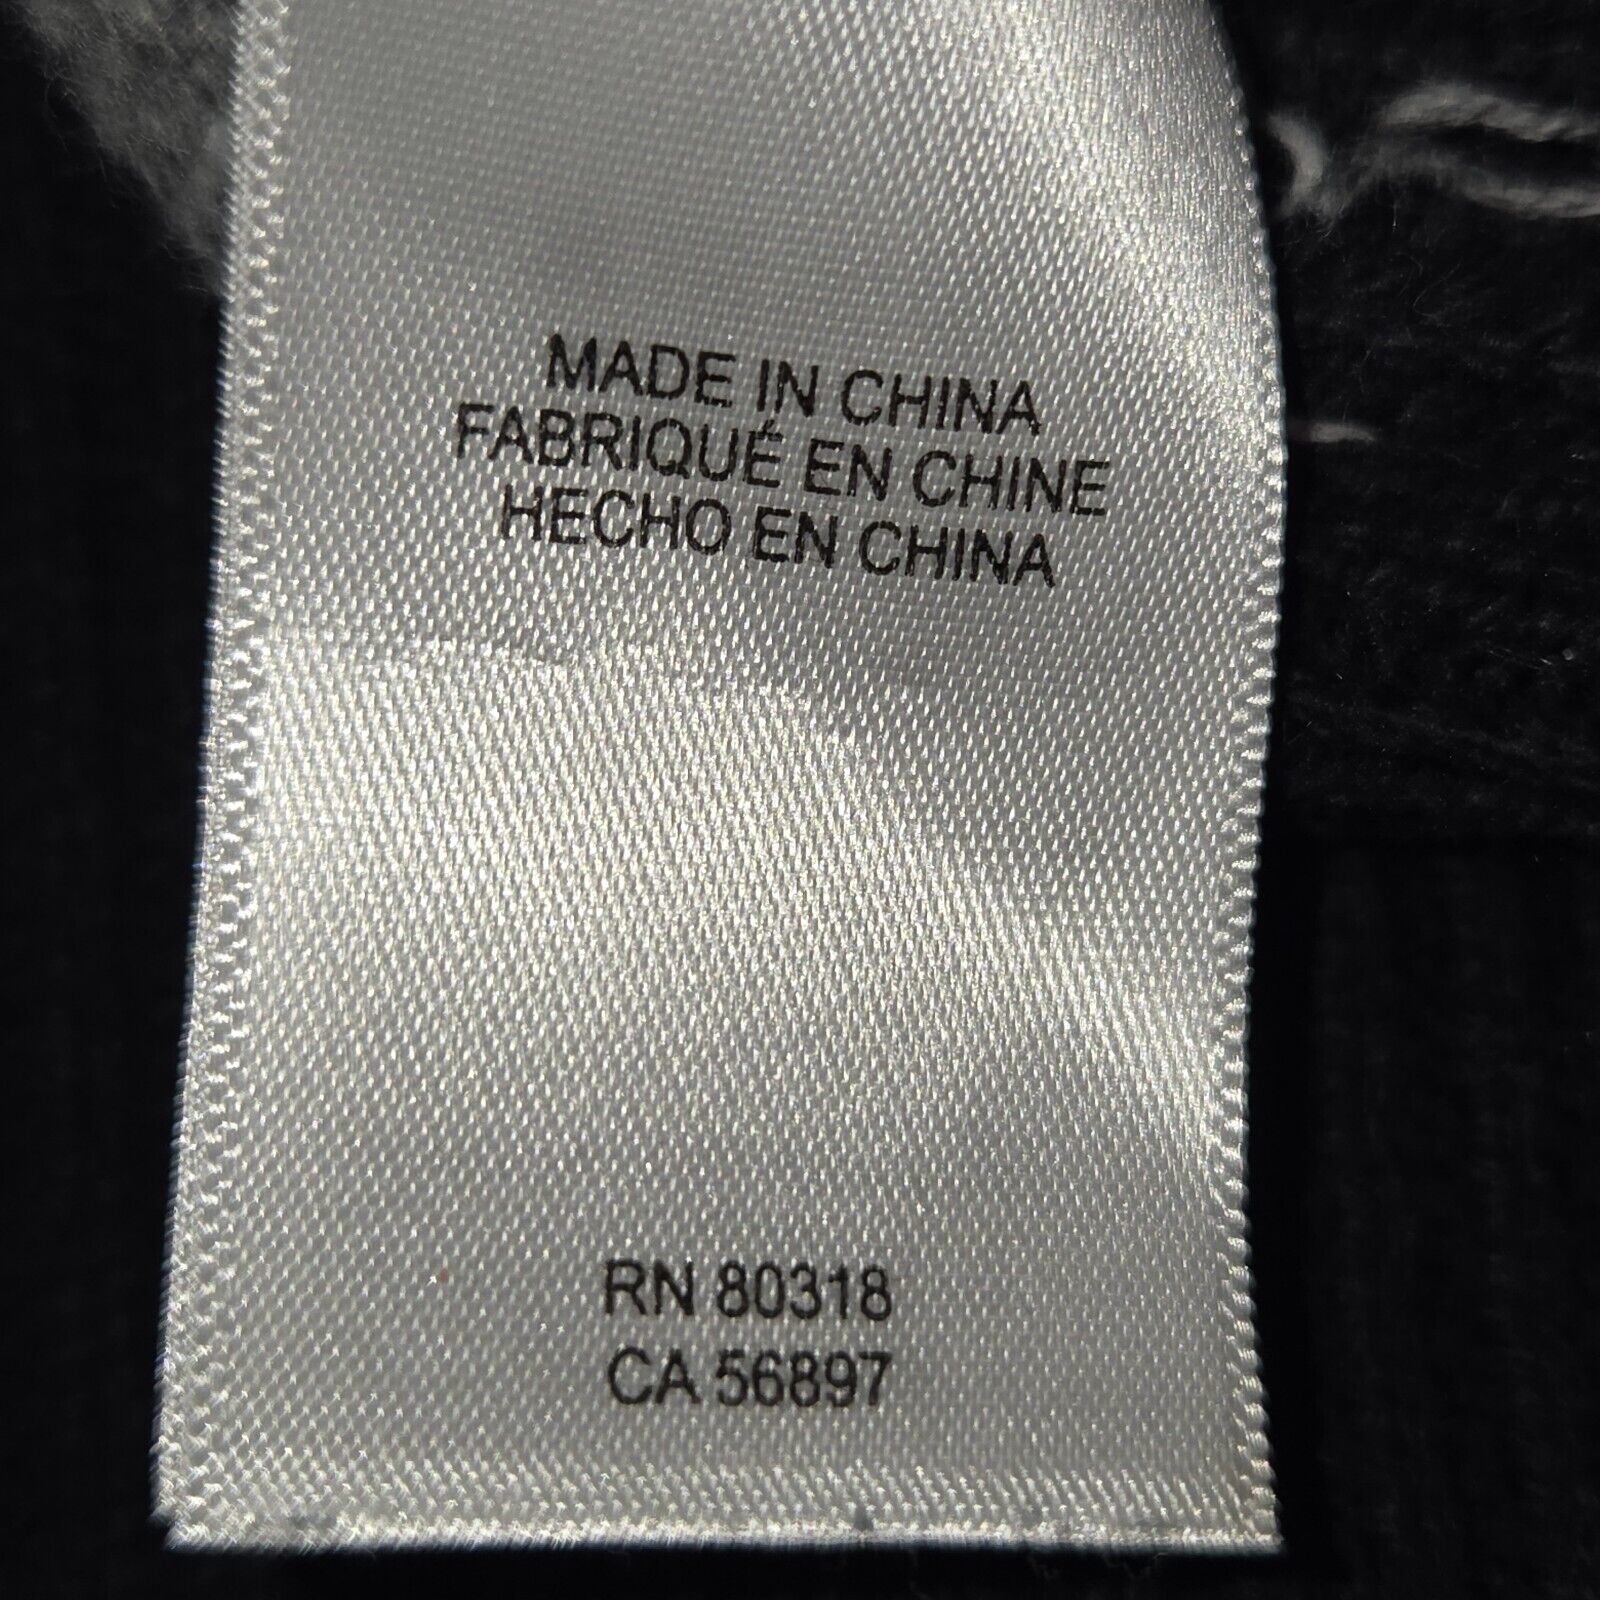 MADE IN CHINA
FABRIQUÉ EN CHINE
HECHO EN CHINA
RN 80318
CA 56897